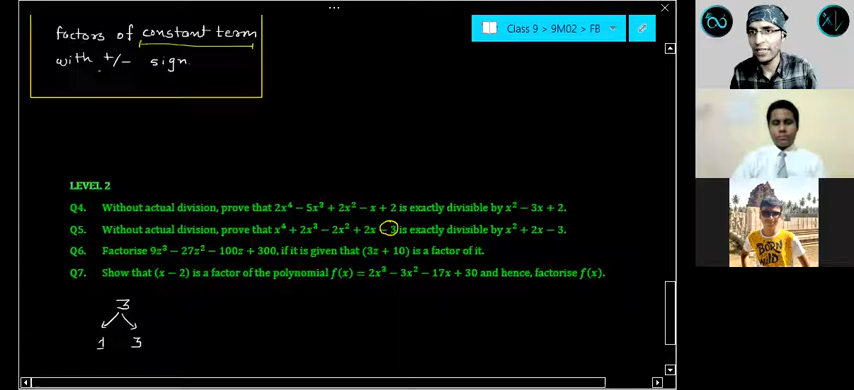 factors of constant term
with +/- sign.
Class 9 > 9M02 > FB
LEVEL 2
Q4. Without actual division, prove that 2x⁴ − 5x³ + 2x² − x + 2 is exactly divisible by x² − 3x + 2.
Q5. Without actual division, prove that x⁴ + 2x³ − 2x² + 2x − 3 is exactly divisible by x² + 2x − 3.
Q6. Factorise 9z³ − 27z² − 100z + 300, if it is given that (3z + 10) is a factor of it.
Q7. Show that (x − 2) is a factor of the polynomial f(x) = 2x³ − 3x² − 17x + 30 and hence, factorise f(x).
3
1 3
BORN
WILD